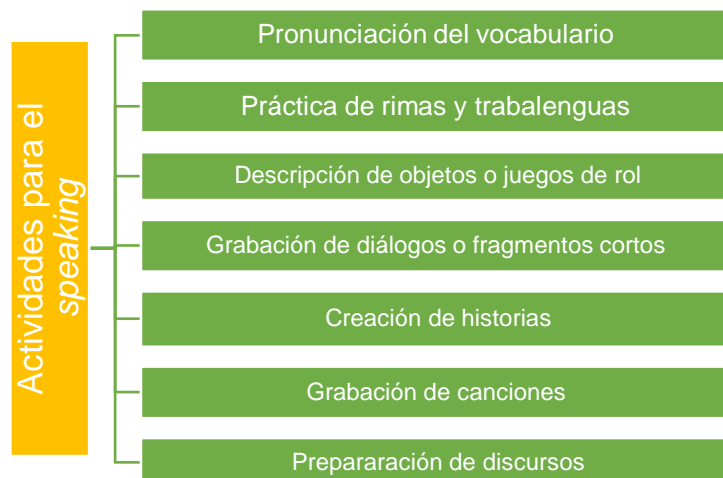 Actividades para el
speaking
Pronunciación del vocabulario
Práctica de rimas y trabalenguas
Descripción de objetos o juegos de rol
Grabación de diálogos o fragmentos cortos
Creación de historias
Grabación de canciones
Prepararación de discursos